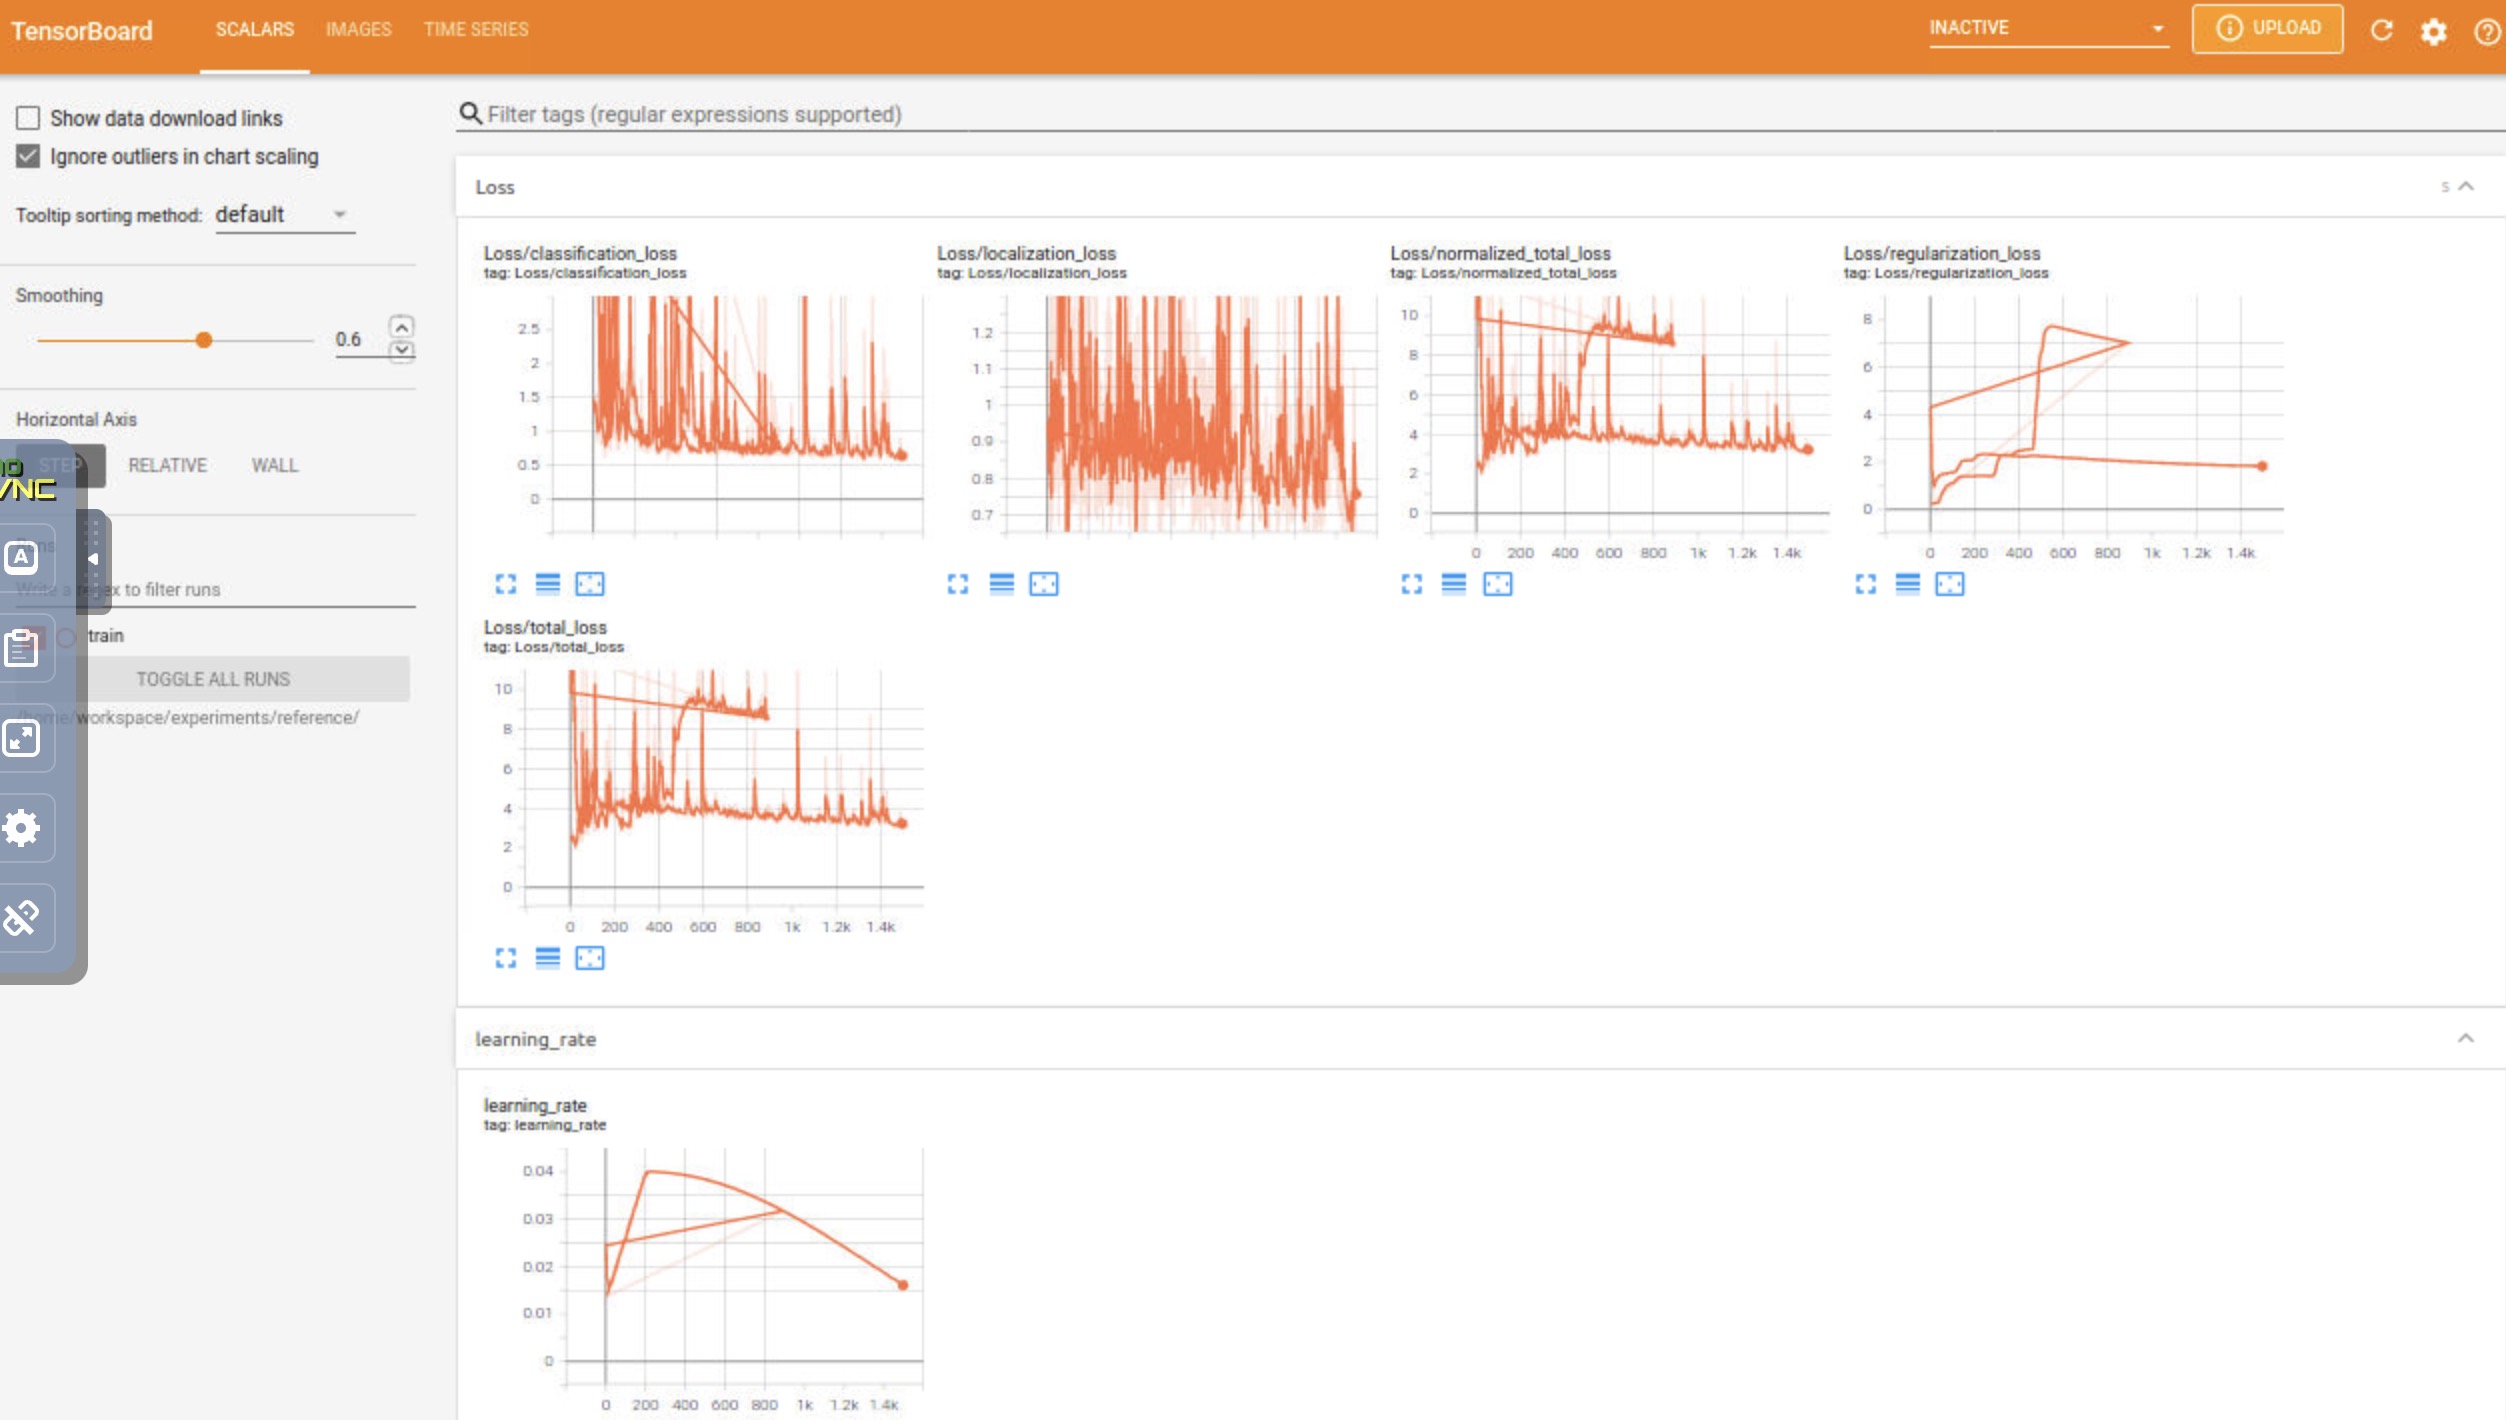 TensorBoard
SCALARS
IMAGES
TIME SERIES
INACTIVE
UPLOAD
Show data download links
Ignore outliers in chart scaling
Tooltip sorting method: default
Smoothing
0.6
Horizontal Axis
STEP
RELATIVE
WALL
VNC
Runs
Write a regex to filter runs
train
TOGGLE ALL RUNS
/home/workspace/experiments/reference/
Filter tags (regular expressions supported)
Loss
5
Loss/classification_loss
tag: Loss/classification_loss
2.5
2
1.5
1
0.5
0
Loss/localization_loss
tag: Loss/localization_loss
1.2
1.1
1
0.9
0.8
0.7
Loss/normalized_total_loss
tag: Loss/normalized_total_loss
10
8
6
4
2
0
0 200 400 600 800 1k 1.2k 1.4k
Loss/regularization_loss
tag: Loss/regularization_loss
8
6
4
2
0
0 200 400 600 800 1k 1.2k 1.4k
Loss/total_loss
tag: Loss/total_loss
10
8
6
4
2
0
0 200 400 600 800 1k 1.2k 1.4k
learning_rate
learning_rate
tag: learning_rate
0.04
0.03
0.02
0.01
0
0 200 400 600 800 1k 1.2k 1.4k